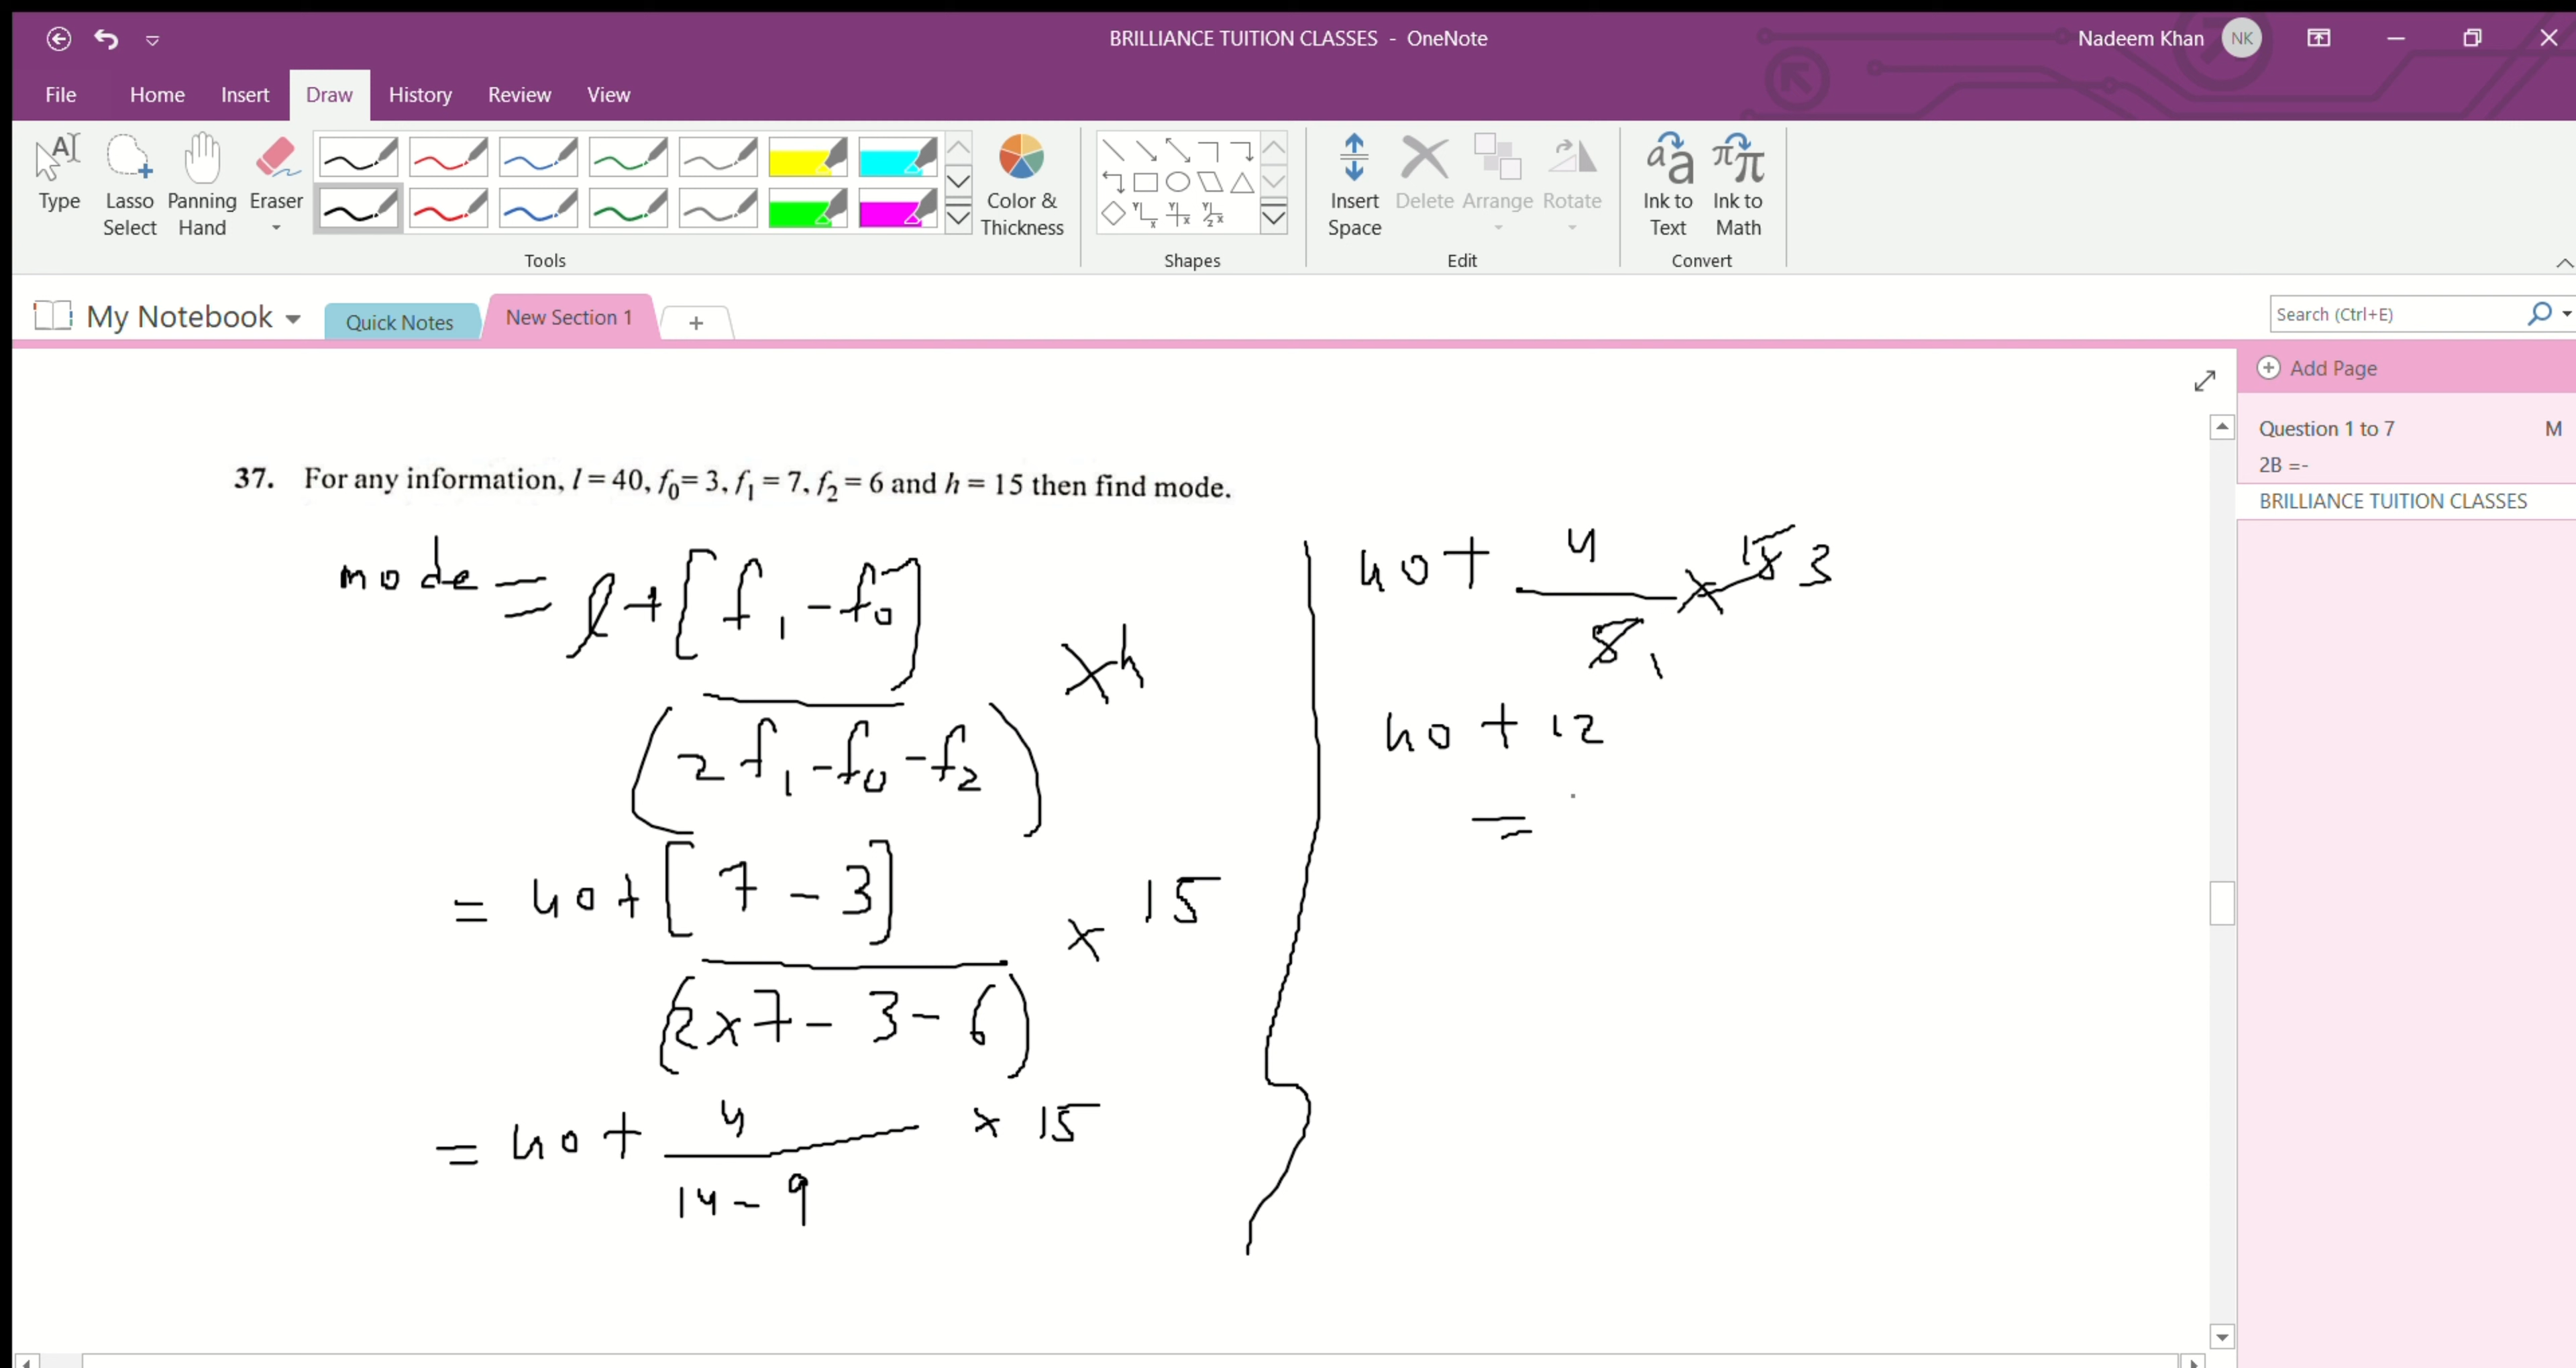 BRILLIANCE TUITION CLASSES - OneNote
Nadeem Khan NK
File Home Insert Draw History Review View
Type
Lasso Select
Panning Hand
Eraser
Color & Thickness
Insert Space
Delete Arrange Rotate
Ink to Text
Ink to Math
Tools Shapes Edit Convert
My Notebook Quick Notes New Section 1 +
Search (Ctrl+E)
Add Page
Question 1 to 7 M
2B =-
BRILLIANCE TUITION CLASSES
37. For any information, l = 40, f0= 3, f1 = 7, f2 = 6 and h = 15 then find mode.
mode = l + [f1 - f0]
× h
(2f1 - f0 - f2)
= 40 + [7 - 3]
× 15
(2×7 - 3 - 6)
= 40 + 4 × 15
14 - 9
40 + 4 × 15 3
1
40 + 12
=